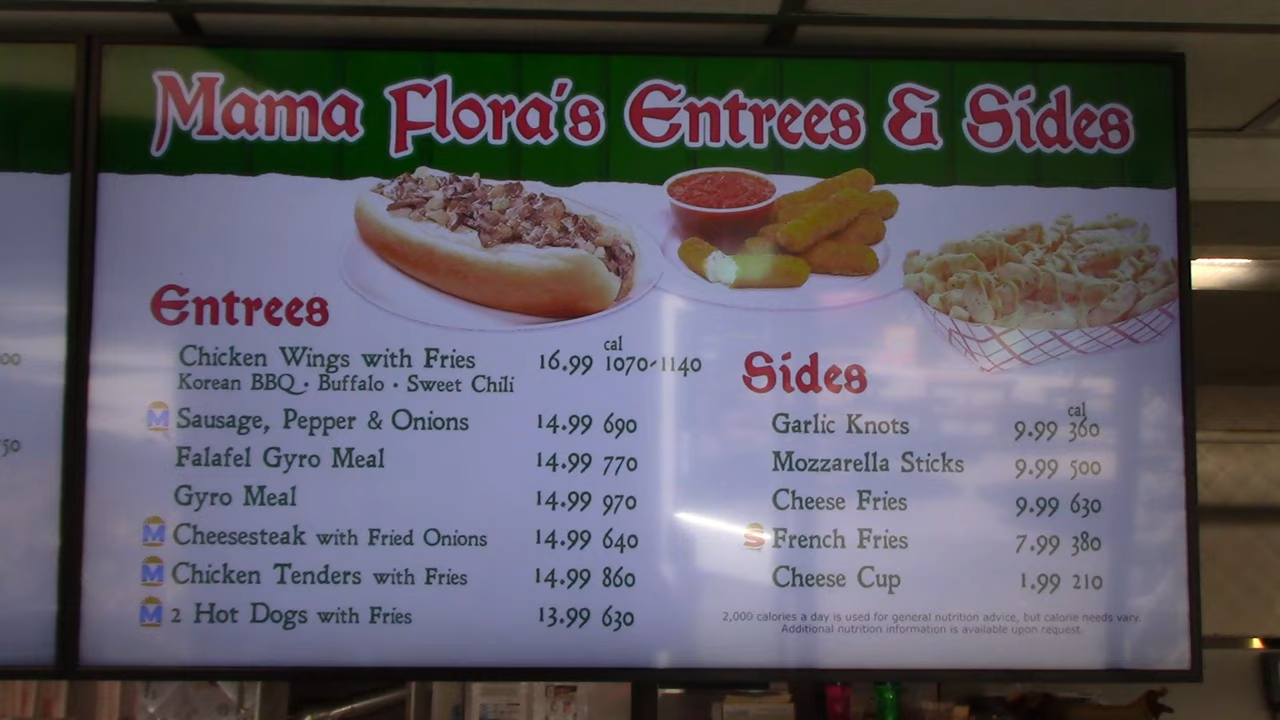 Mama Flora's Entrees & Sides
Entrees
cal
Chicken Wings with Fries 16.99 1070-1140
Korean BBQ · Buffalo · Sweet Chili
M Sausage, Pepper & Onions 14.99 690
Falafel Gyro Meal 14.99 770
Gyro Meal 14.99 970
M Cheesesteak with Fried Onions 14.99 640
M Chicken Tenders with Fries 14.99 860
M 2 Hot Dogs with Fries 13.99 630
Sides
cal
Garlic Knots 9.99 360
Mozzarella Sticks 9.99 500
Cheese Fries 9.99 630
S French Fries 7.99 380
Cheese Cup 1.99 210
2,000 calories a day is used for general nutrition advice, but calorie needs vary.
Additional nutrition information is available upon request.